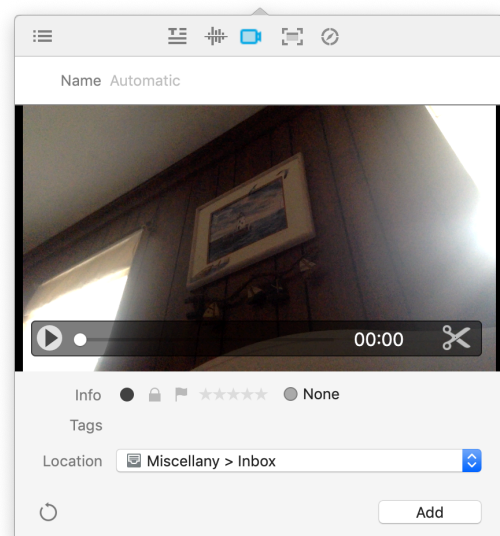 Name Automatic
00:00
Info None
Tags
Location Miscellany > Inbox
Add